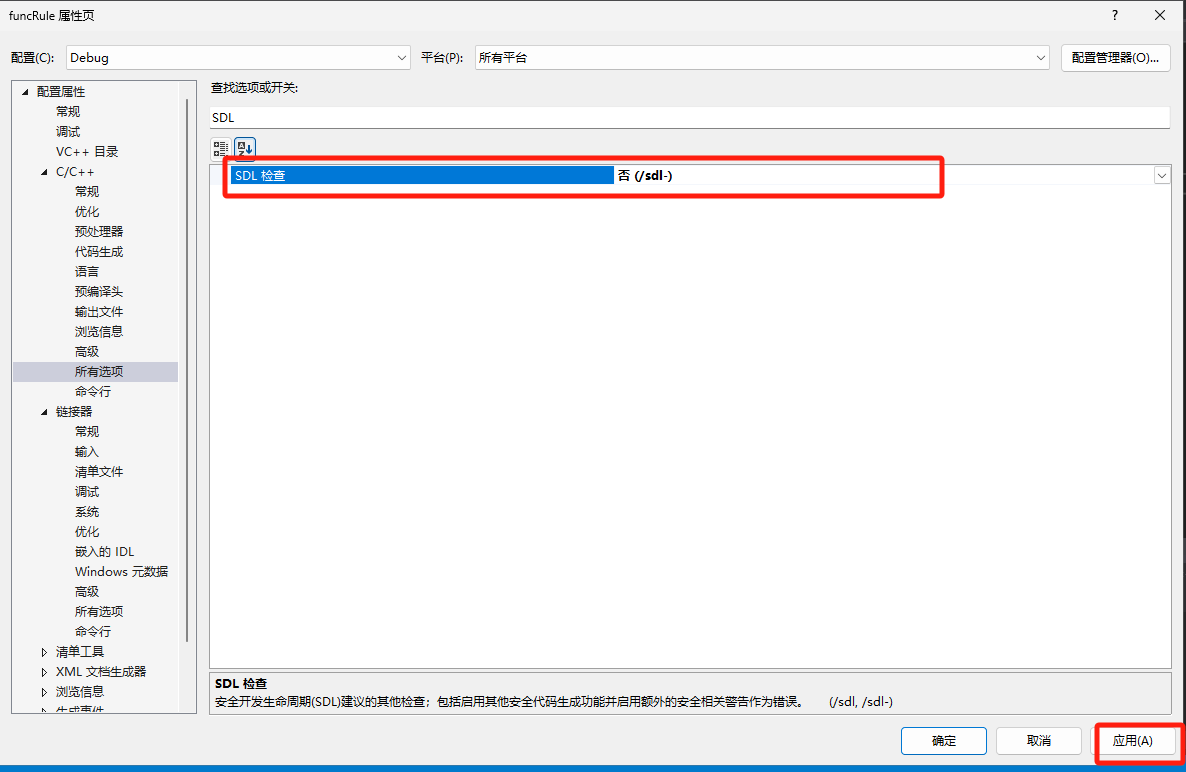 funcRule 属性页
?
配置(C):
Debug
平台(P):
所有平台
配置管理器(O)...
配置属性
常规
调试
VC++ 目录
C/C++
常规
优化
预处理器
代码生成
语言
预编译头
输出文件
浏览信息
高级
所有选项
命令行
链接器
常规
输入
清单文件
调试
系统
优化
嵌入的 IDL
Windows 元数据
高级
所有选项
命令行
清单工具
XML 文档生成器
浏览信息
生成事件
查找选项或开关:
SDL
SDL 检查
否 (/sdl-)
SDL 检查
安全开发生命周期(SDL)建议的其他检查；包括启用其他安全代码生成功能并启用额外的安全相关警告作为错误。 (/sdl, /sdl-)
确定
取消
应用(A)